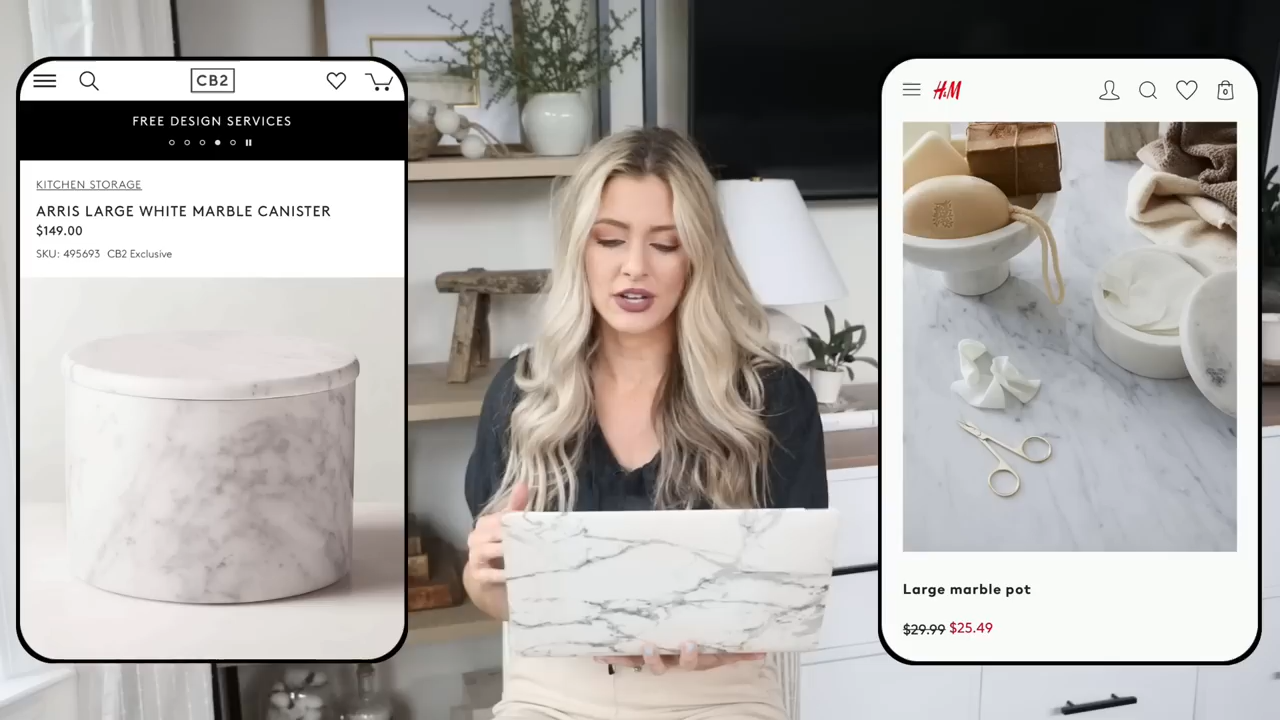 CB2
FREE DESIGN SERVICES
KITCHEN STORAGE
ARRIS LARGE WHITE MARBLE CANISTER
$149.00
SKU: 495693 CB2 Exclusive
H&M
0
Large marble pot
$29.99 $25.49